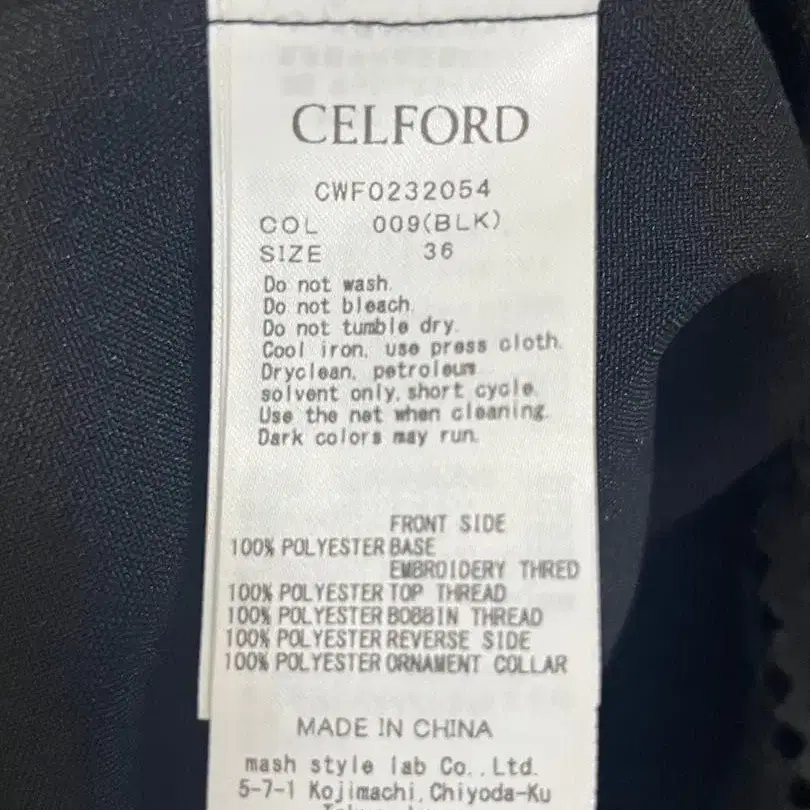 CELFORD
CWFO232054
COL 009(BLK)
SIZE 36
Do not wash.
Do not bleach.
Do not tumble dry.
Cool iron, use press cloth.
Dryclean, petroleum
solvent only, short cycle.
Use the net when cleaning.
Dark colors may run.
FRONT SIDE
100% POLYESTER BASE
EMBROIDERY THRED
100% POLYESTER TOP THREAD
100% POLYESTER BOBBIN THREAD
100% POLYESTER REVERSE SIDE
100% POLYESTER ORNAMENT COLLAR
MADE IN CHINA
mash style lab Co.,Ltd.
5-7-1 Kojimachi, Chiyoda-Ku